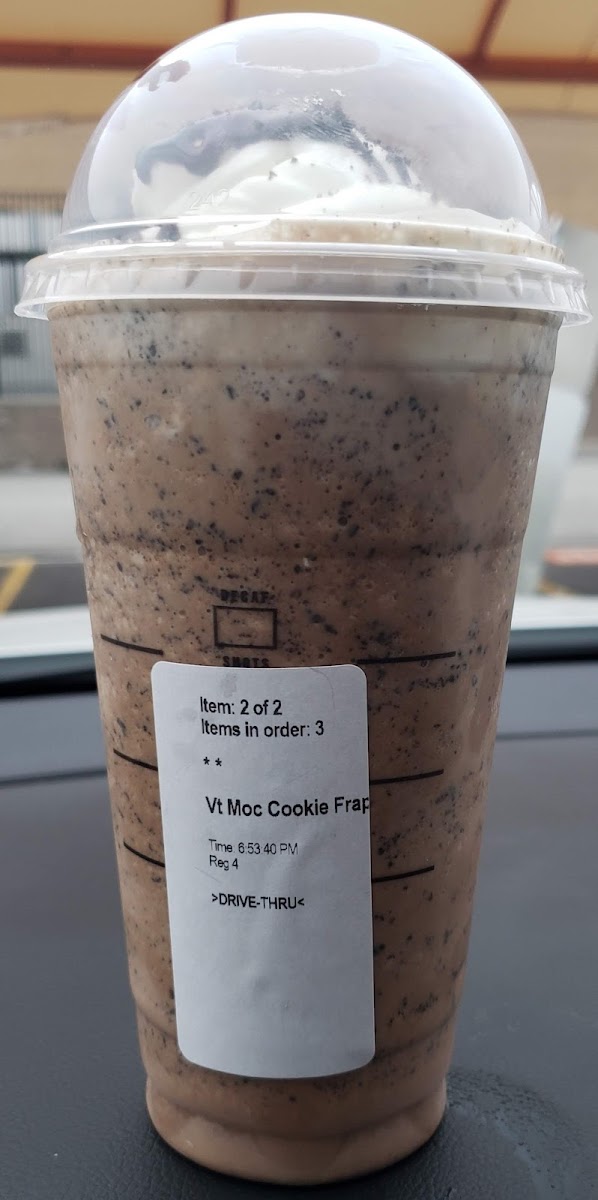 DECAF
SHOTS
Item: 2 of 2
Items in order: 3
**
Vt Moc Cookie Frap
Time 6:53 40 PM
Reg 4
>DRIVE-THRU<